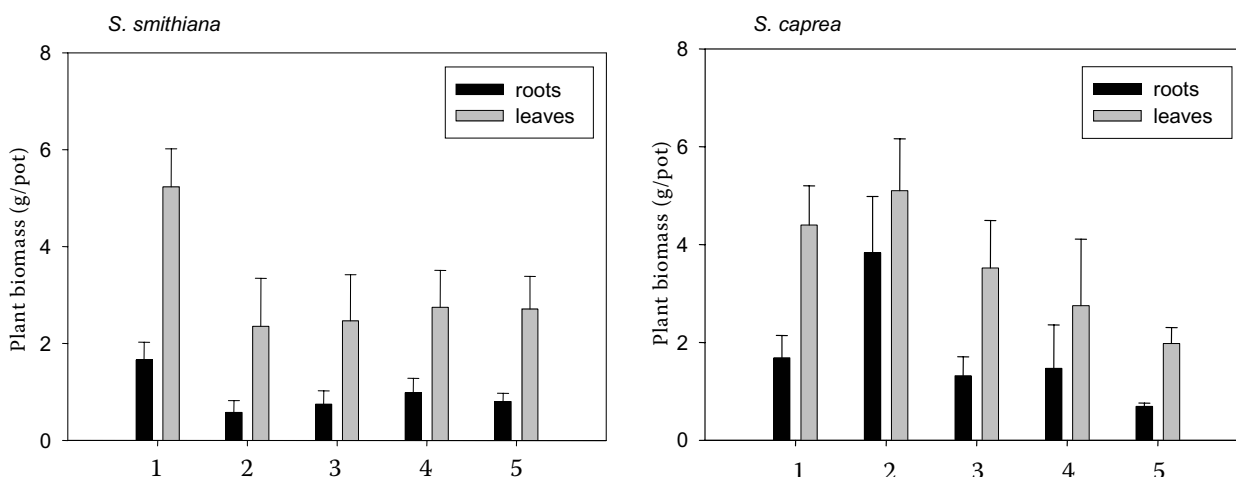 S. smithiana
8
6
4
2
0
Plant biomass (g/pot)
roots
leaves
1 2 3 4 5
S. caprea
8
6
4
2
0
Plant biomass (g/pot)
roots
leaves
1 2 3 4 5